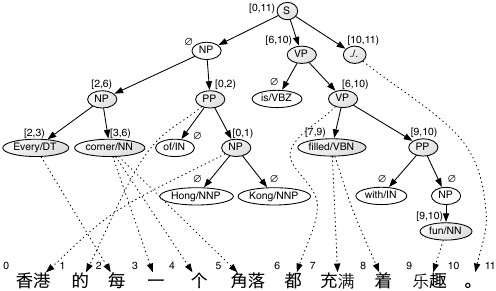 [0,11] S
∅ NP [6,10] VP [10,11] ./.
[2,6] NP [0,2] PP ∅ is/VBZ [6,10] VP
[2,3] Every/DT [3,6] corner/NN of/IN ∅ [0,1] NP [7,9] filled/VBN [9,10] PP
∅ Hong/NNP ∅ Kong/NNP ∅ with/IN ∅ NP
[9,10] fun/NN
0 1 2 3 4 5 6 7 8 9 10 11
香港 的 每 一 个 角落 都 充满 着 乐趣 。